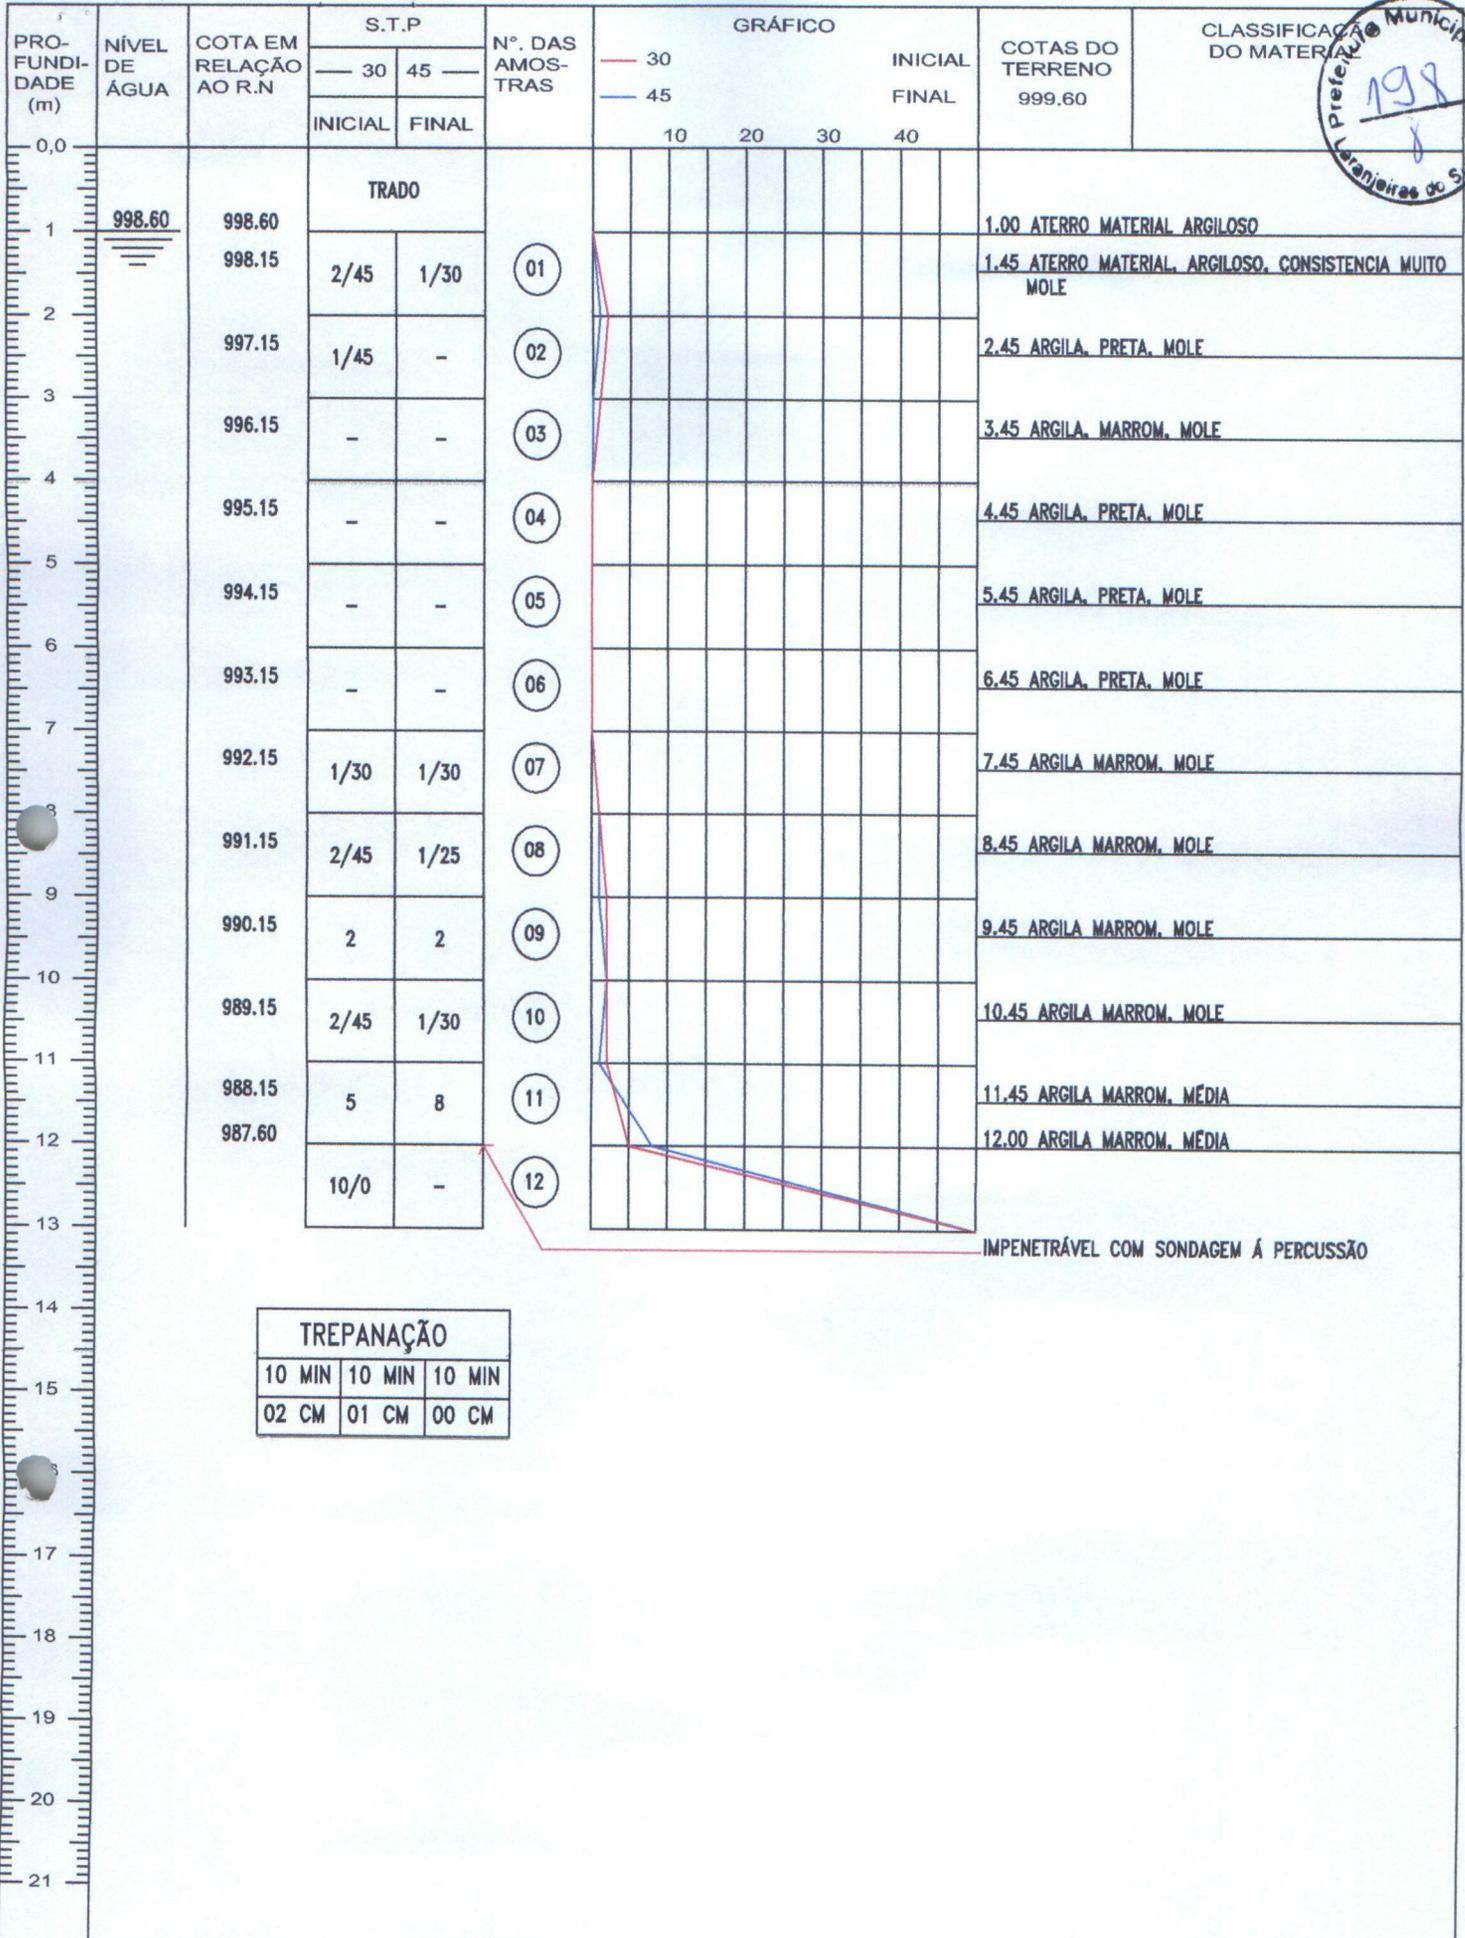 PRO-
FUNDI-
DADE
(m)
NÍVEL
DE
ÁGUA
COTA EM
RELAÇÃO
AO R.N
S.T.P
30 45
INICIAL FINAL
N°. DAS
AMOS-
TRAS
GRÁFICO
30 INICIAL
45 FINAL
10 20 30 40
COTAS DO
TERRENO
999.60
CLASSIFICAÇÃ
DO MATERIAL
Prefeitura Municip
198
Laranjeiras do S
0,0
TRADO
998.60 998.60 1.00 ATERRO MATERIAL ARGILOSO
1
998.15 2/45 1/30 01 1.45 ATERRO MATERIAL. ARGILOSO. CONSISTENCIA MUITO
MOLE
2
997.15 1/45 - 02 2.45 ARGILA. PRETA. MOLE
3
996.15 - - 03 3.45 ARGILA. MARROM. MOLE
4
995.15 - - 04 4.45 ARGILA. PRETA. MOLE
5
994.15 - - 05 5.45 ARGILA. PRETA. MOLE
6
993.15 - - 06 6.45 ARGILA. PRETA. MOLE
7
992.15 1/30 1/30 07 7.45 ARGILA MARROM. MOLE
991.15 2/45 1/25 08 8.45 ARGILA MARROM. MOLE
9
990.15 2 2 09 9.45 ARGILA MARROM. MOLE
10
989.15 2/45 1/30 10 10.45 ARGILA MARROM. MOLE
11
988.15 5 8 11 11.45 ARGILA MARROM. MÉDIA
987.60 12.00 ARGILA MARROM. MÉDIA
12
10/0 - 12
13
IMPENETRÁVEL COM SONDAGEM Á PERCUSSÃO
14
TREPANAÇÃO
10 MIN 10 MIN 10 MIN
15
02 CM 01 CM 00 CM
17
18
19
20
21